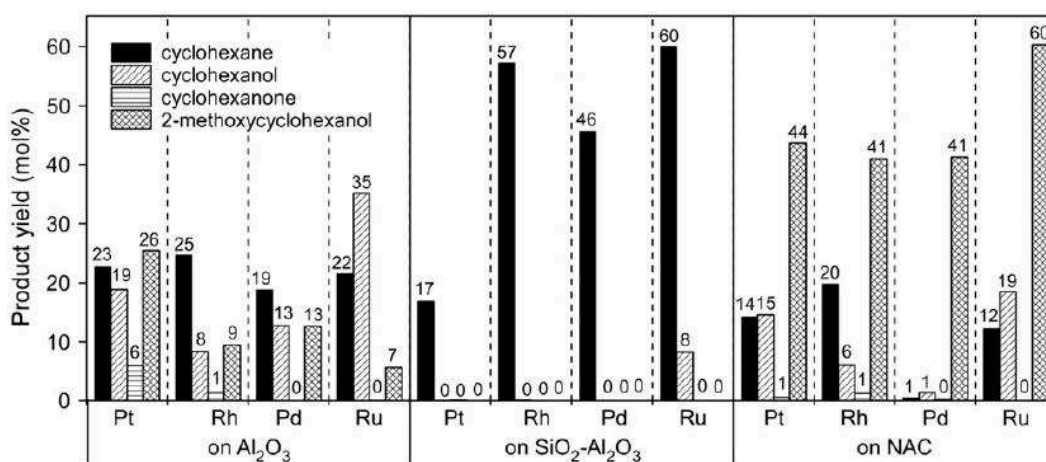 Product yield (mol%)
60
50
40
30
20
10
0
cyclohexane
cyclohexanol
cyclohexanone
2-methoxycyclohexanol
23 19 6 26
25 8 1 9
19 13 0 13
22 35 0 7
17 0 0 0
57 0 0 0
46 0 0 0
60 8 0 0
14 15 1 44
20 6 1 41
1 1 0 41
12 19 0 60
Pt Rh Pd Ru
on Al₂O₃
Pt Rh Pd Ru
on SiO₂-Al₂O₃
Pt Rh Pd Ru
on NAC